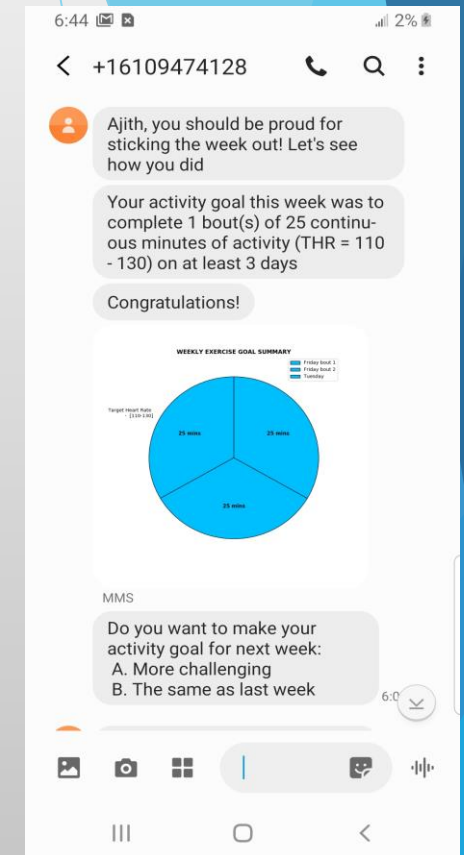 6:44
2%
+16109474128
Ajith, you should be proud for
sticking the week out! Let's see
how you did
Your activity goal this week was to
complete 1 bout(s) of 25 continu-
ous minutes of activity (THR = 110
- 130) on at least 3 days
Congratulations!
WEEKLY EXERCISE GOAL SUMMARY
Friday bout 1
Friday bout 2
Tuesday
Target Heart Rate
- [110-130]
25 mins
25 mins
25 mins
MMS
Do you want to make your
activity goal for next week:
A. More challenging
B. The same as last week